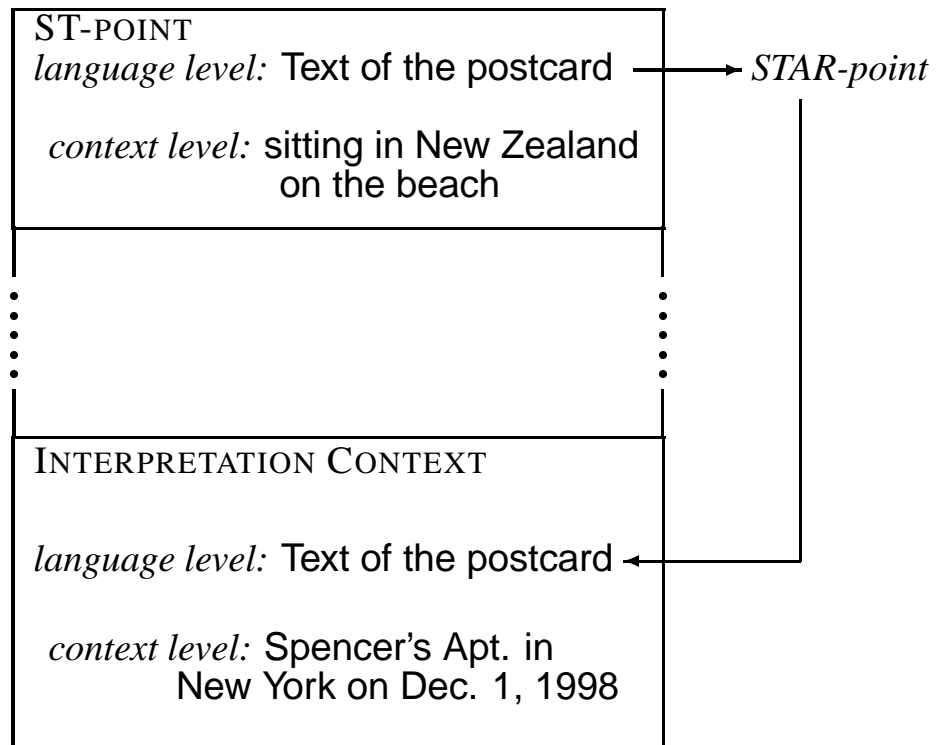 ST-POINT
language level: Text of the postcard STAR-point
context level: sitting in New Zealand
on the beach
INTERPRETATION CONTEXT
language level: Text of the postcard
context level: Spencer's Apt. in
New York on Dec. 1, 1998